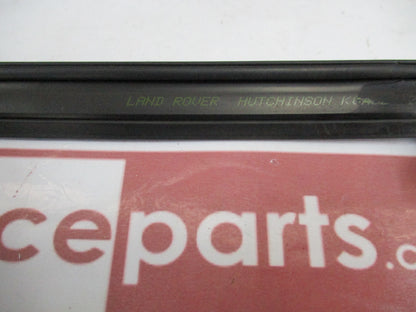 LAND ROVER HUTCHINSON
ceparts.